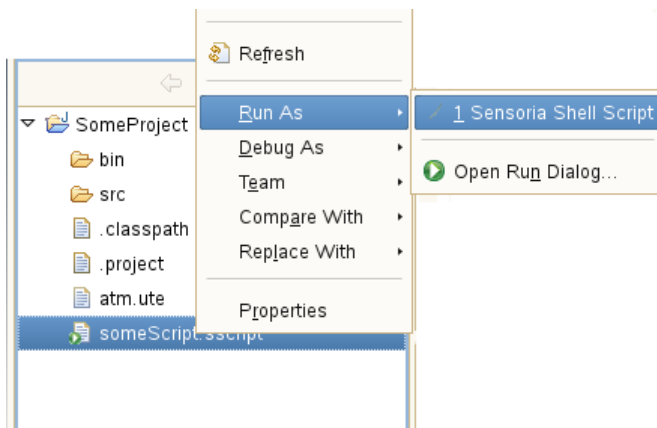 Refresh
Run As
1 Sensoria Shell Script
Debug As
Open Run Dialog...
Team
Compare With
Replace With
Properties
SomeProject
bin
src
.classpath
.project
atm.ute
someScript.sscript